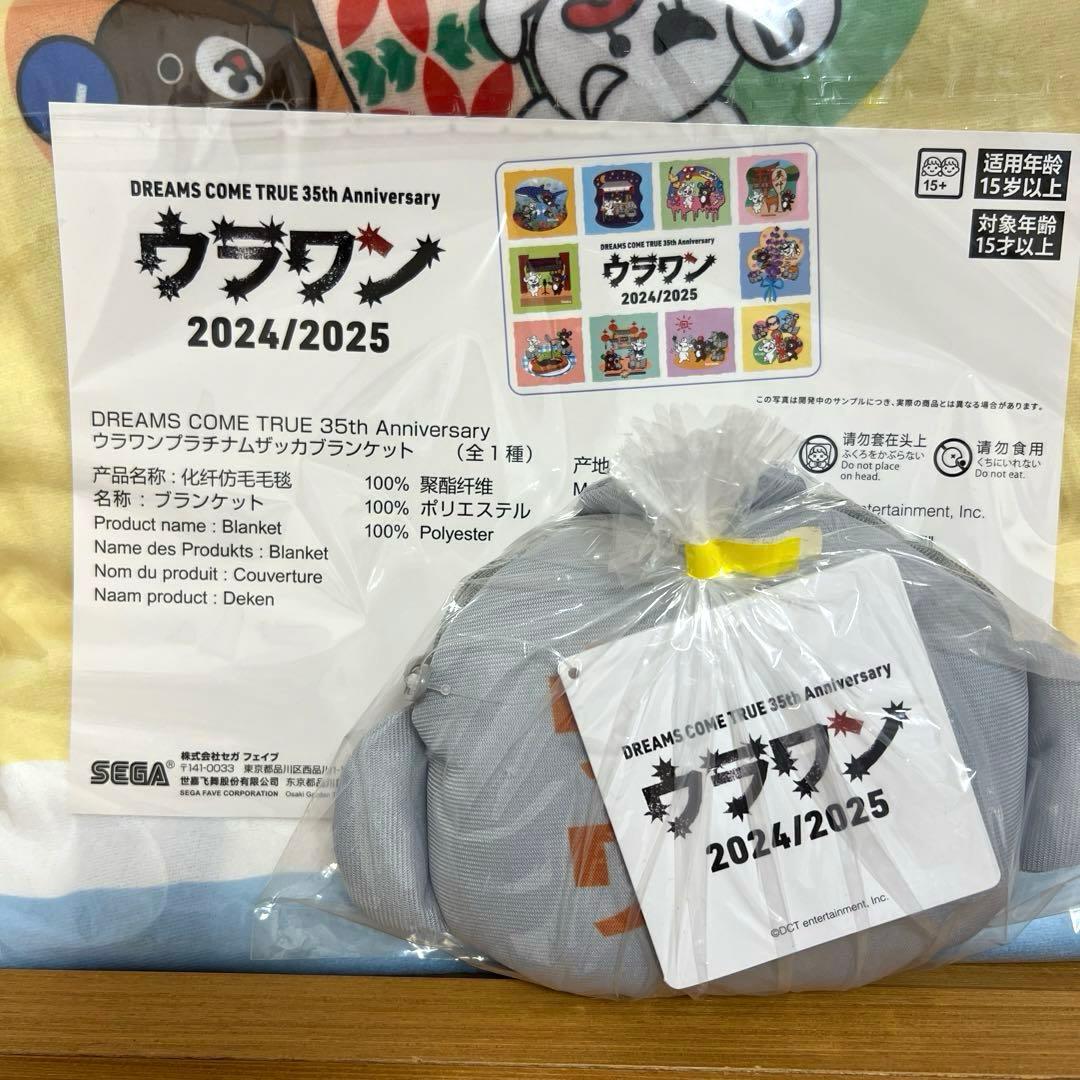 DREAMS COME TRUE 35th Anniversary
ウラワン
2024/2025
DREAMS COME TRUE 35th Anniversary
ウラワン
2024/2025
15+
适用年龄
15岁以上
対象年齢
15才以上
この写真は開発中のサンプルにつき、実際の商品とは異なる場合があります。
DREAMS COME TRUE 35th Anniversary
ウラワンプラチナムザッカブランケット （全1種）
产品名称 : 化纤仿毛毛毯 100% 聚酯纤维
名称 : ブランケット 100% ポリエステル
Product name : Blanket 100% Polyester
Name des Produkts : Blanket
Nom du produit : Couverture
Naam product : Deken
产地
请勿套在头上
ふくろをかぶらない
Do not place
on head.
请勿食用
くちにいれない
Do not eat.
entertainment, Inc.
SEGA®
株式会社セガ フェイブ
〒141-0033 東京都品川区西品川1-1
世嘉飞舞股份有限公司 东京都品川
SEGA FAVE CORPORATION Osaki Garden
DREAMS COME TRUE 35th Anniversary
ウラワン
2024/2025
©DCT entertainment, Inc.